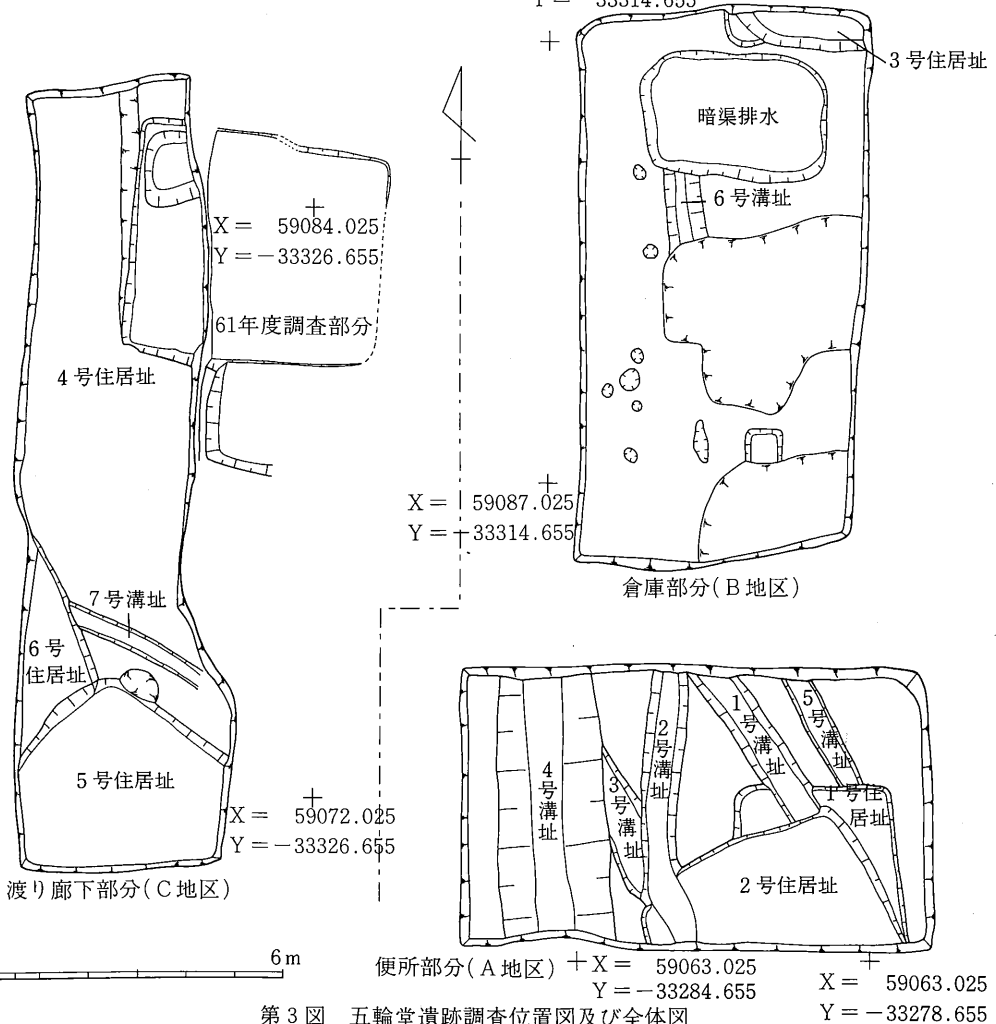 Y=-33314.655
3号住居址
暗渠排水
6号溝址
X= 59084.025
Y=-33326.655
61年度調査部分
4号住居址
X= 59087.025
Y=-33314.655
倉庫部分(B地区)
7号溝址
6号
住居址
5号住居址
X= 59072.025
Y=-33326.655
渡り廊下部分(C地区)
4号溝址
3号溝址
2号溝址
1号溝址
5号溝址
1号住
居址
2号住居址
6m
便所部分(A地区)
X= 59063.025
Y=-33284.655
X= 59063.025
Y=-33278.655
第3図 五輪堂遺跡調査位置図及び全体図